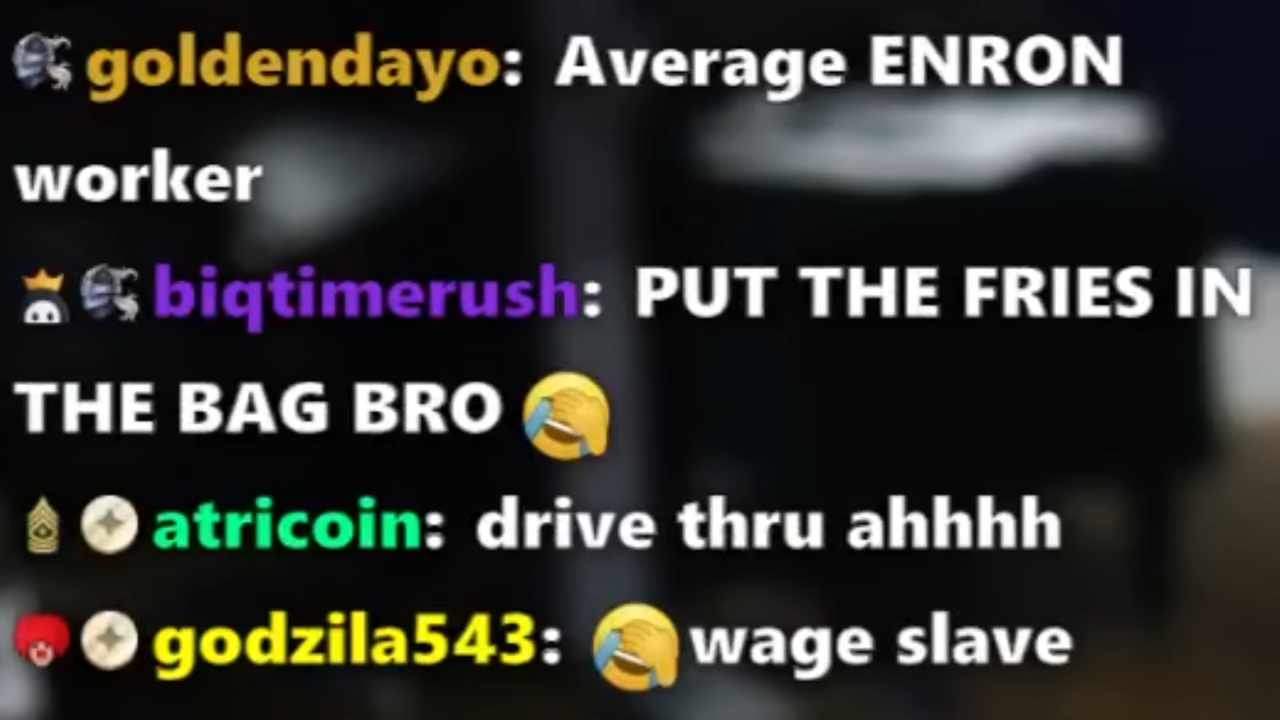 goldendayo: Average ENRON
worker
biqtimerush: PUT THE FRIES IN
THE BAG BRO 🤣
atricoin: drive thru ahhhh
godzila543: 🤣 wage slave